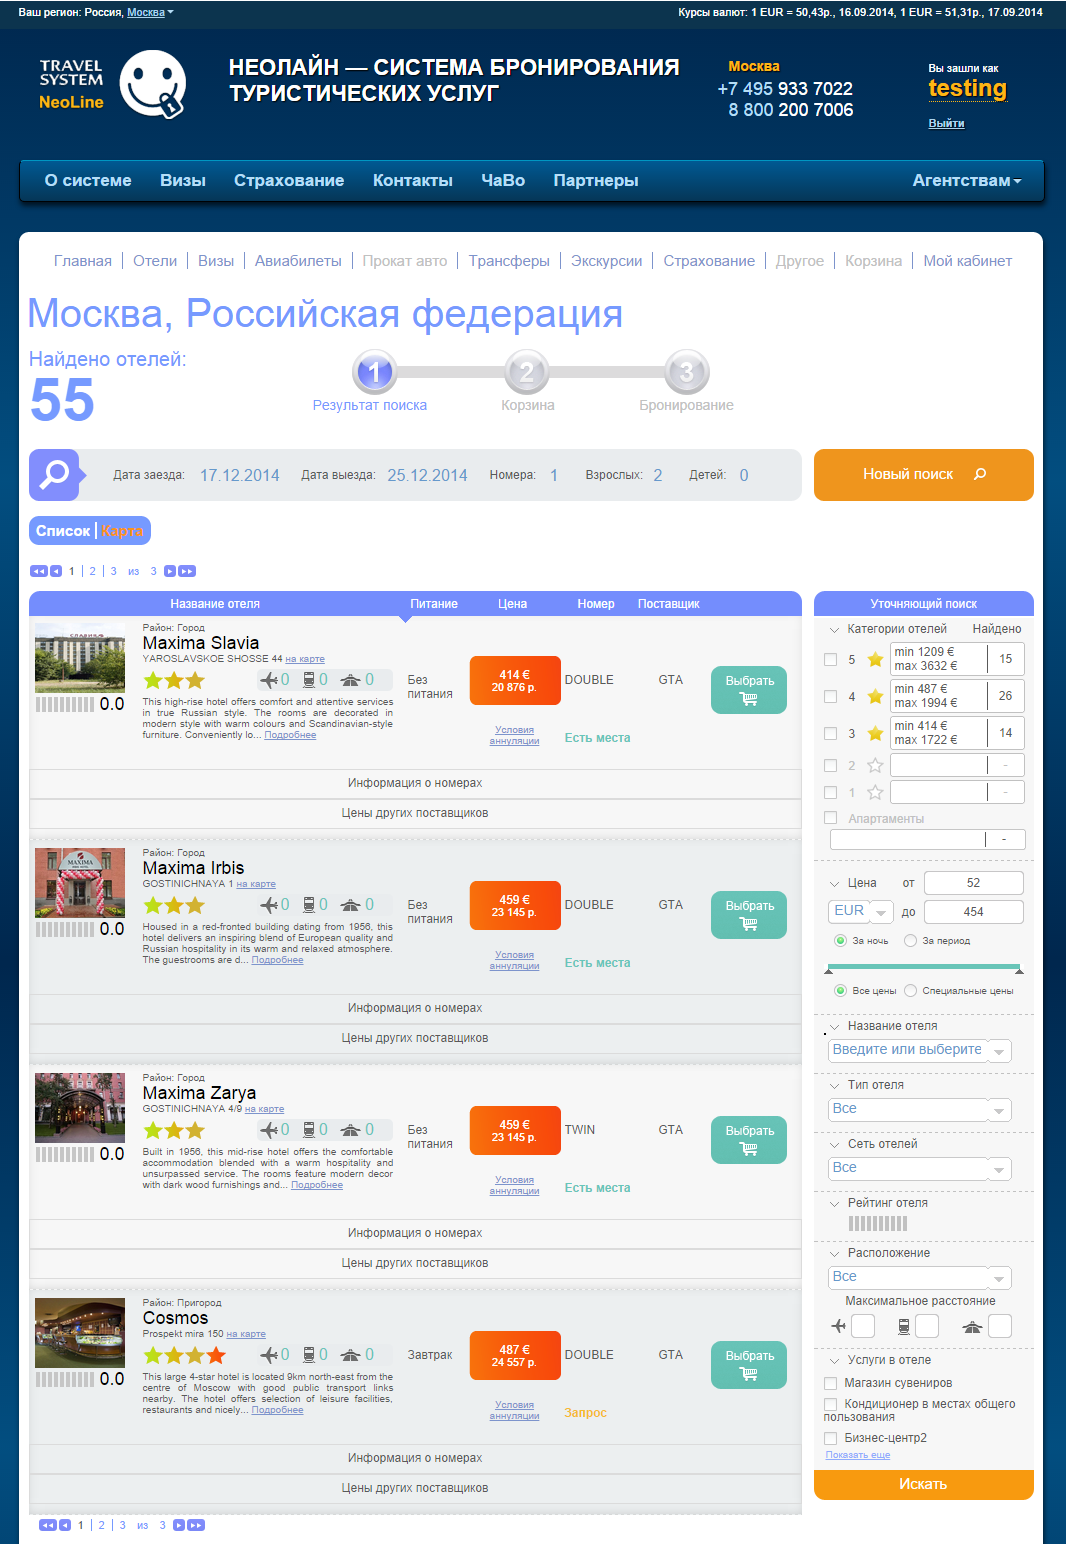 Ваш регион: Россия, Москва
Курсы валют: 1 EUR = 50,43р., 16.09.2014, 1 EUR = 51,31р., 17.09.2014
TRAVEL
SYSTEM
NeoLine
НЕОЛАЙН — СИСТЕМА БРОНИРОВАНИЯ
ТУРИСТИЧЕСКИХ УСЛУГ
Москва
+7 495 933 7022
8 800 200 7006
Вы зашли как
testing
Выйти
О системе Визы Страхование Контакты ЧаВо Партнеры Агентствам
Главная Отели Визы Авиабилеты Прокат авто Трансферы Экскурсии Страхование Другое Корзина Мой кабинет
Москва, Российская федерация
Найдено отелей:
55
1 2 3
Результат поиска Корзина Бронирование
Дата заезда: 17.12.2014 Дата выезда: 25.12.2014 Номера: 1 Взрослых: 2 Детей: 0
Новый поиск
Список Карта
1 | 2 | 3 из 3
Название отеля Питание Цена Номер Поставщик
Район: Город
Maxima Slavia
YAROSLAVSKOE SHOSSE 44 на карте
0 0 0
0.0
This high-rise hotel offers comfort and attentive services
in true Russian style. The rooms are decorated in
modern style with warm colours and Scandinavian-style
furniture. Conveniently lo... Подробнее
Без
питания
414 €
20 876 р.
Условия
аннуляции
DOUBLE
Есть места
GTA
Выбрать
Информация о номерах
Цены других поставщиков
Район: Город
Maxima Irbis
GOSTINICHNAYA 1 на карте
0 0 0
0.0
Housed in a red-fronted building dating from 1956, this
hotel delivers an inspiring blend of European quality and
Russian hospitality in its warm and relaxed atmosphere.
The guestrooms are d... Подробнее
Без
питания
459 €
23 145 р.
Условия
аннуляции
DOUBLE
Есть места
GTA
Выбрать
Информация о номерах
Цены других поставщиков
Район: Город
Maxima Zarya
GOSTINICHNAYA 4/9 на карте
0 0 0
0.0
Built in 1956, this mid-rise hotel offers the comfortable
accommodation blended with a warm hospitality and
unsurpassed service. The rooms feature modern decor
with dark wood furnishings and... Подробнее
Без
питания
459 €
23 145 р.
Условия
аннуляции
TWIN
Есть места
GTA
Выбрать
Информация о номерах
Цены других поставщиков
Район: Пригород
Cosmos
Prospekt mira 150 на карте
0 0 0
0.0
This large 4-star hotel is located 9km north-east from the
centre of Moscow with good public transport links
nearby. The hotel offers selection of leisure facilities,
restaurants and nicely... Подробнее
Завтрак
487 €
24 557 р.
Условия
аннуляции
DOUBLE
Запрос
GTA
Выбрать
Информация о номерах
Цены других поставщиков
1 | 2 | 3 из 3
Уточняющий поиск
Категории отелей Найдено
5 min 1209 €
max 3632 € 15
4 min 487 €
max 1994 € 26
3 min 414 €
max 1722 € 14
2 -
1 -
Апартаменты
-
Цена от 52
EUR до 454
За ночь За период
Все цены Специальные цены
Название отеля
Введите или выберите
Тип отеля
Все
Сеть отелей
Все
Рейтинг отеля
Расположение
Все
Максимальное расстояние
Услуги в отеле
Магазин сувениров
Кондиционер в местах общего
пользования
Бизнес-центр2
Показать еще
Искать